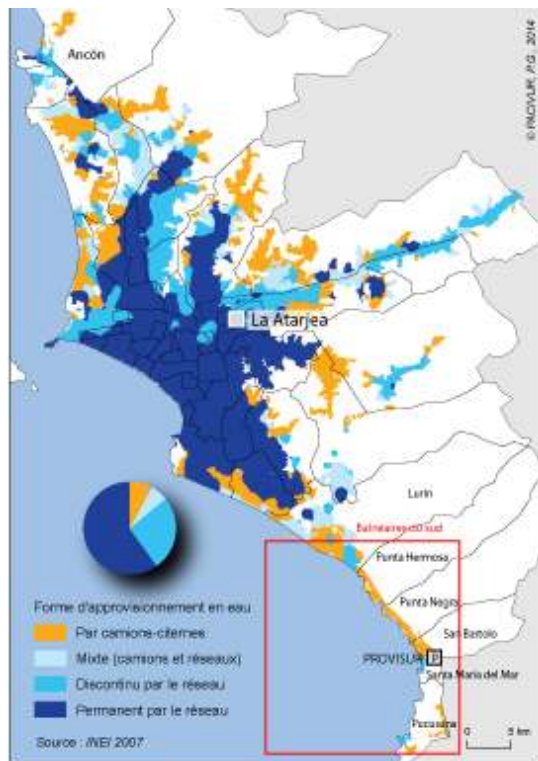 Ancón
© PACIVUR, P.G., 2014
La Atarjea
Lurín
Balnéaires du sud
Punta Hermosa
Punta Negra
San Bartolo
PROVISUR P
Santa María del Mar
Pucusana
Forme d'approvisionnement en eau
Par camions-citernes
Mixte (camions et réseaux)
Discontinu par le réseau
Permanent par le réseau
0 5 km
Source : INEI 2007